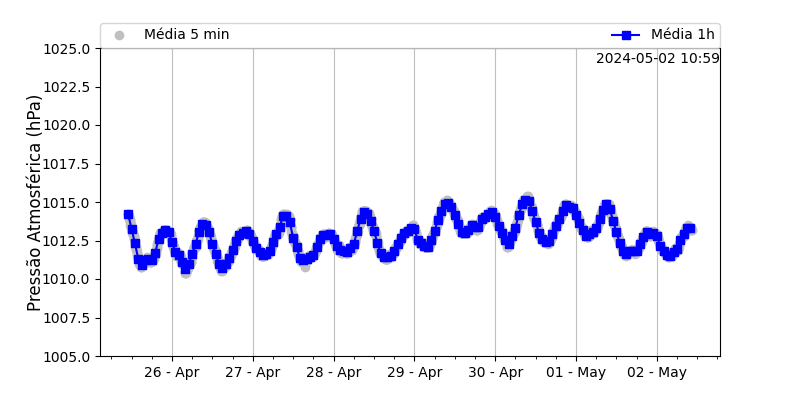 Média 5 min
Média 1h
2024-05-02 10:59
Pressão Atmosférica (hPa)
1025.0
1022.5
1020.0
1017.5
1015.0
1012.5
1010.0
1007.5
1005.0
26 - Apr
27 - Apr
28 - Apr
29 - Apr
30 - Apr
01 - May
02 - May